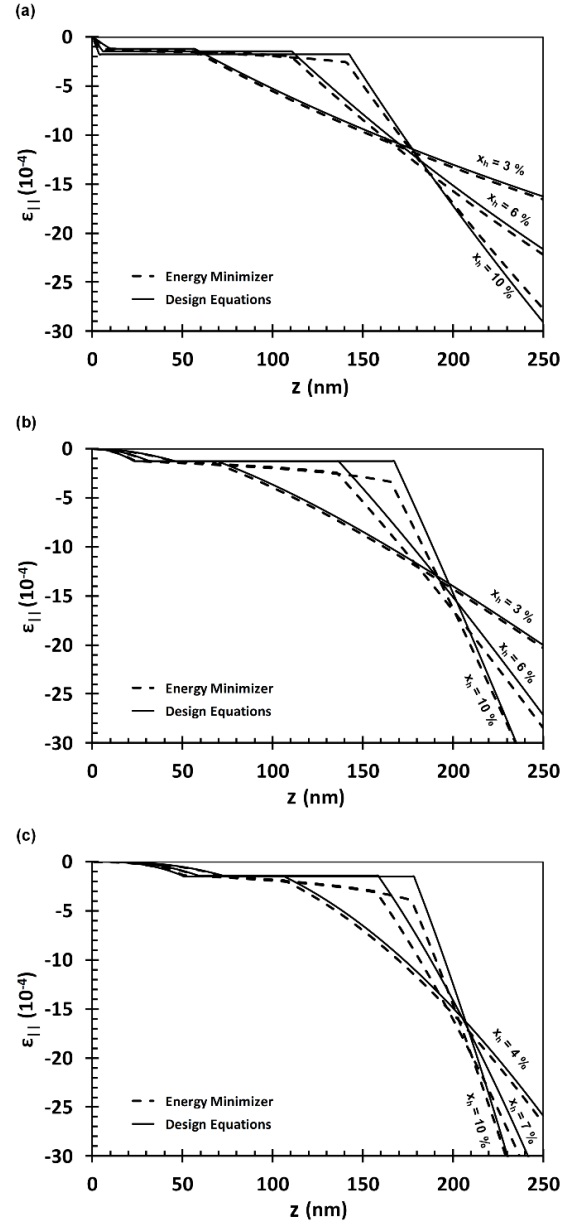 (a)
0
-5
-10
-15
-20
-25
-30
ε|| (10⁻⁴)
xh = 3 %
xh = 6 %
xh = 10 %
Energy Minimizer
Design Equations
0 50 100 150 200 250
z (nm)
(b)
0
-5
-10
-15
-20
-25
-30
ε|| (10⁻⁴)
xh = 3 %
xh = 6 %
xh = 10 %
Energy Minimizer
Design Equations
0 50 100 150 200 250
z (nm)
(c)
0
-5
-10
-15
-20
-25
-30
ε|| (10⁻⁴)
xh = 4 %
xh = 7 %
xh = 10 %
Energy Minimizer
Design Equations
0 50 100 150 200 250
z (nm)